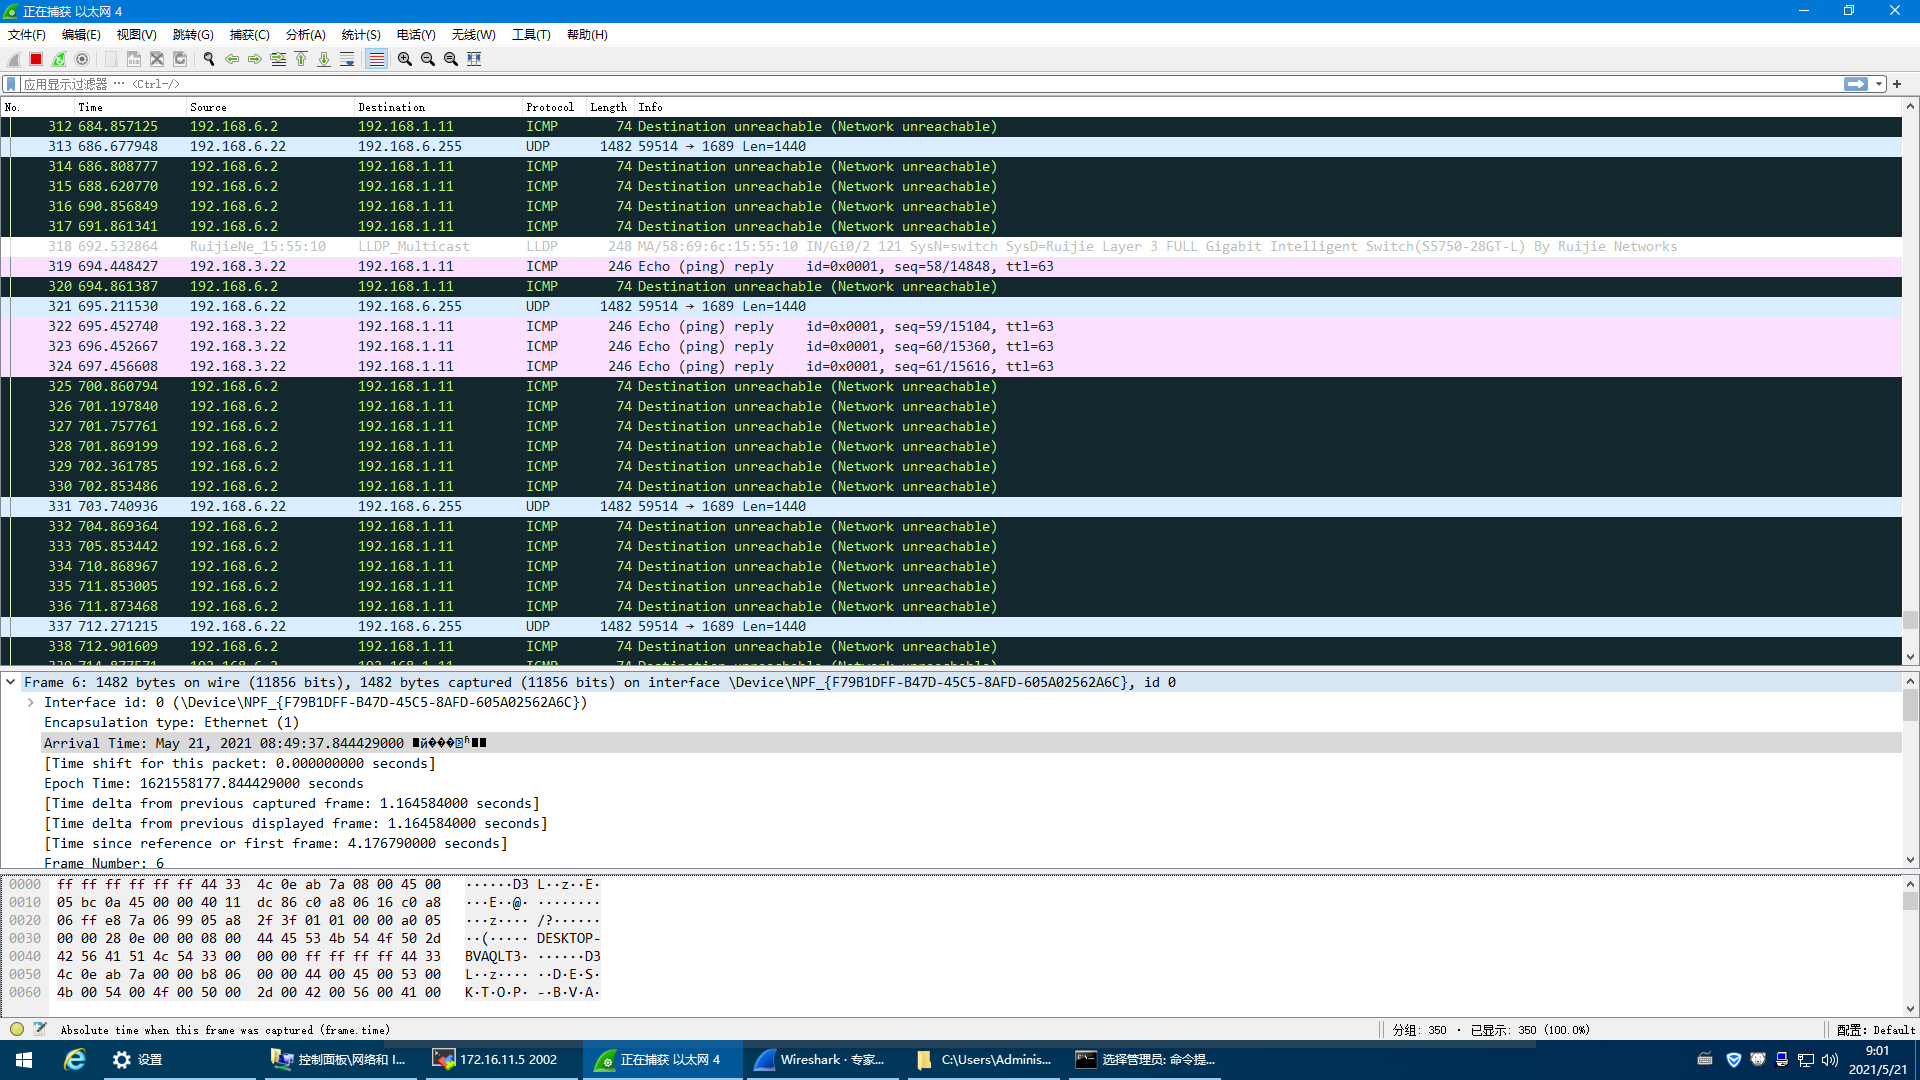 正在捕获 以太网 4
文件(F) 编辑(E) 视图(V) 跳转(G) 捕获(C) 分析(A) 统计(S) 电话(Y) 无线(W) 工具(T) 帮助(H)
应用显示过滤器 … <Ctrl-/>
No. Time Source Destination Protocol Length Info
312 684.857125 192.168.6.2 192.168.1.11 ICMP 74 Destination unreachable (Network unreachable)
313 686.677948 192.168.6.22 192.168.6.255 UDP 1482 59514 → 1689 Len=1440
314 686.808777 192.168.6.2 192.168.1.11 ICMP 74 Destination unreachable (Network unreachable)
315 688.620770 192.168.6.2 192.168.1.11 ICMP 74 Destination unreachable (Network unreachable)
316 690.856849 192.168.6.2 192.168.1.11 ICMP 74 Destination unreachable (Network unreachable)
317 691.861341 192.168.6.2 192.168.1.11 ICMP 74 Destination unreachable (Network unreachable)
318 692.532864 RuijieNe_15:55:10 LLDP_Multicast LLDP 248 MA/58:69:6c:15:55:10 IN/Gi0/2 121 SysN=switch SysD=Ruijie Layer 3 FULL Gigabit Intelligent Switch(S5750-28GT-L) By Ruijie Networks
319 694.448427 192.168.3.22 192.168.1.11 ICMP 246 Echo (ping) reply id=0x0001, seq=58/14848, ttl=63
320 694.861387 192.168.6.2 192.168.1.11 ICMP 74 Destination unreachable (Network unreachable)
321 695.211530 192.168.6.22 192.168.6.255 UDP 1482 59514 → 1689 Len=1440
322 695.452740 192.168.3.22 192.168.1.11 ICMP 246 Echo (ping) reply id=0x0001, seq=59/15104, ttl=63
323 696.452667 192.168.3.22 192.168.1.11 ICMP 246 Echo (ping) reply id=0x0001, seq=60/15360, ttl=63
324 697.456608 192.168.3.22 192.168.1.11 ICMP 246 Echo (ping) reply id=0x0001, seq=61/15616, ttl=63
325 700.860794 192.168.6.2 192.168.1.11 ICMP 74 Destination unreachable (Network unreachable)
326 701.197840 192.168.6.2 192.168.1.11 ICMP 74 Destination unreachable (Network unreachable)
327 701.757761 192.168.6.2 192.168.1.11 ICMP 74 Destination unreachable (Network unreachable)
328 701.869199 192.168.6.2 192.168.1.11 ICMP 74 Destination unreachable (Network unreachable)
329 702.361785 192.168.6.2 192.168.1.11 ICMP 74 Destination unreachable (Network unreachable)
330 702.853486 192.168.6.2 192.168.1.11 ICMP 74 Destination unreachable (Network unreachable)
331 703.740936 192.168.6.22 192.168.6.255 UDP 1482 59514 → 1689 Len=1440
332 704.869364 192.168.6.2 192.168.1.11 ICMP 74 Destination unreachable (Network unreachable)
333 705.853442 192.168.6.2 192.168.1.11 ICMP 74 Destination unreachable (Network unreachable)
334 710.868967 192.168.6.2 192.168.1.11 ICMP 74 Destination unreachable (Network unreachable)
335 711.853005 192.168.6.2 192.168.1.11 ICMP 74 Destination unreachable (Network unreachable)
336 711.873468 192.168.6.2 192.168.1.11 ICMP 74 Destination unreachable (Network unreachable)
337 712.271215 192.168.6.22 192.168.6.255 UDP 1482 59514 → 1689 Len=1440
338 712.901609 192.168.6.2 192.168.1.11 ICMP 74 Destination unreachable (Network unreachable)
339 714.877571 192.168.6.2 192.168.1.11 ICMP 74 Destination unreachable (Network unreachable)
Frame 6: 1482 bytes on wire (11856 bits), 1482 bytes captured (11856 bits) on interface \Device\NPF_{F79B1DFF-B47D-45C5-8AFD-605A02562A6C}, id 0
Interface id: 0 (\Device\NPF_{F79B1DFF-B47D-45C5-8AFD-605A02562A6C})
Encapsulation type: Ethernet (1)
Arrival Time: May 21, 2021 08:49:37.844429000
[Time shift for this packet: 0.000000000 seconds]
Epoch Time: 1621558177.844429000 seconds
[Time delta from previous captured frame: 1.164584000 seconds]
[Time delta from previous displayed frame: 1.164584000 seconds]
[Time since reference or first frame: 4.176790000 seconds]
Frame Number: 6
0000 ff ff ff ff ff ff 44 33 4c 0e ab 7a 08 00 45 00 ······D3 L··z··E·
0010 05 bc 0a 45 00 00 40 11 dc 86 c0 a8 06 16 c0 a8 ···E··@· ········
0020 06 ff e8 7a 06 99 05 a8 2f 3f 01 01 00 00 a0 05 ···z···· /?······
0030 00 00 28 0e 00 00 08 00 44 45 53 4b 54 4f 50 2d ··(····· DESKTOP-
0040 42 56 41 51 4c 54 33 00 00 00 ff ff ff ff 44 33 BVAQLT3· ······D3
0050 4c 0e ab 7a 00 00 b8 06 00 00 44 00 45 00 53 00 L··z···· ··D·E·S·
0060 4b 00 54 00 4f 00 50 00 2d 00 42 00 56 00 41 00 K·T·O·P· -·B·V·A·
Absolute time when this frame was captured (frame.time) 分组: 350 · 已显示: 350 (100.0%) 配置: Default
设置 控制面板\网络和 I... 172.16.11.5 2002 正在捕获 以太网 4 Wireshark · 专家... C:\Users\Adminis... 选择管理员: 命令提...
9:01
2021/5/21